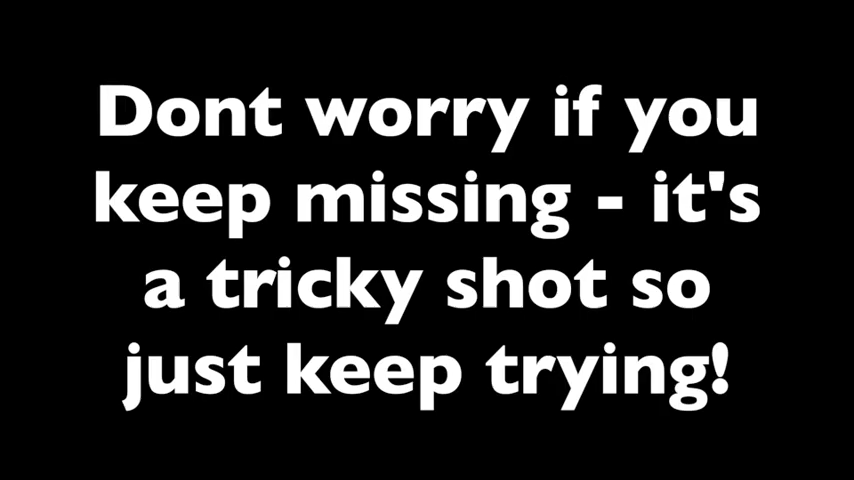 Dont worry if you
keep missing - it's
a tricky shot so
just keep trying!